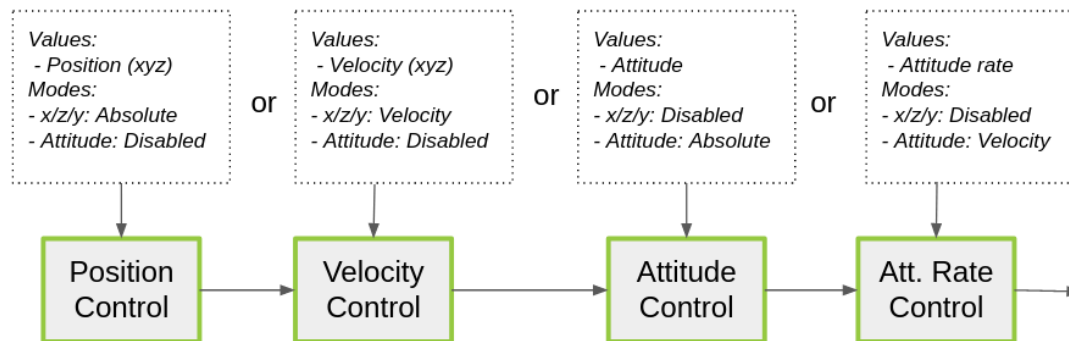 Values:
- Position (xyz)
Modes:
- x/z/y: Absolute
- Attitude: Disabled
or
Values:
- Velocity (xyz)
Modes:
- x/z/y: Velocity
- Attitude: Disabled
or
Values:
- Attitude
Modes:
- x/z/y: Disabled
- Attitude: Absolute
or
Values:
- Attitude rate
Modes:
- x/z/y: Disabled
- Attitude: Velocity
Position
Control
Velocity
Control
Attitude
Control
Att. Rate
Control